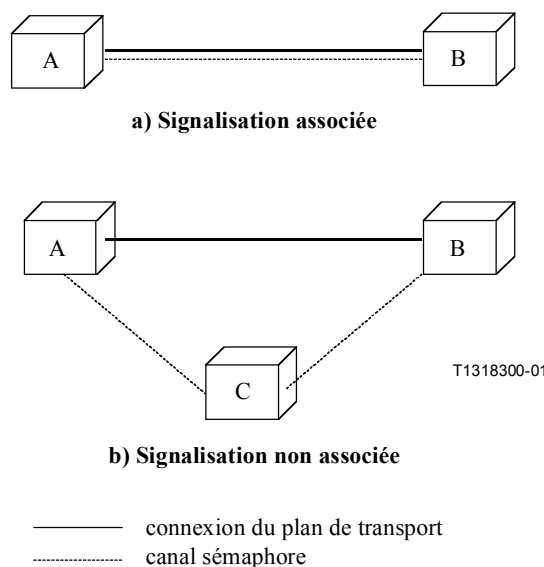 A
B
a) Signalisation associée
A
B
C
T1318300-01
b) Signalisation non associée
connexion du plan de transport
canal sémaphore